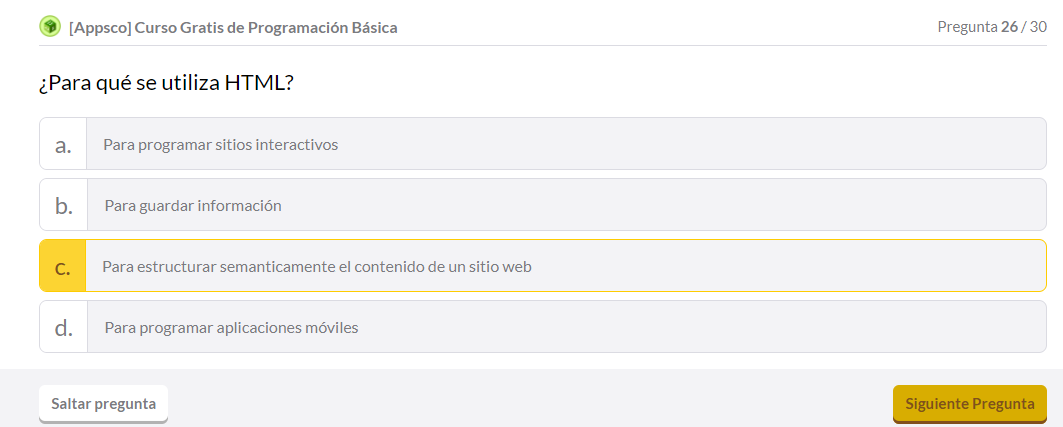 [Appsco] Curso Gratis de Programación Básica
Pregunta 26 / 30
¿Para qué se utiliza HTML?
a. Para programar sitios interactivos
b. Para guardar información
c. Para estructurar semanticamente el contenido de un sitio web
d. Para programar aplicaciones móviles
Saltar pregunta
Siguiente Pregunta